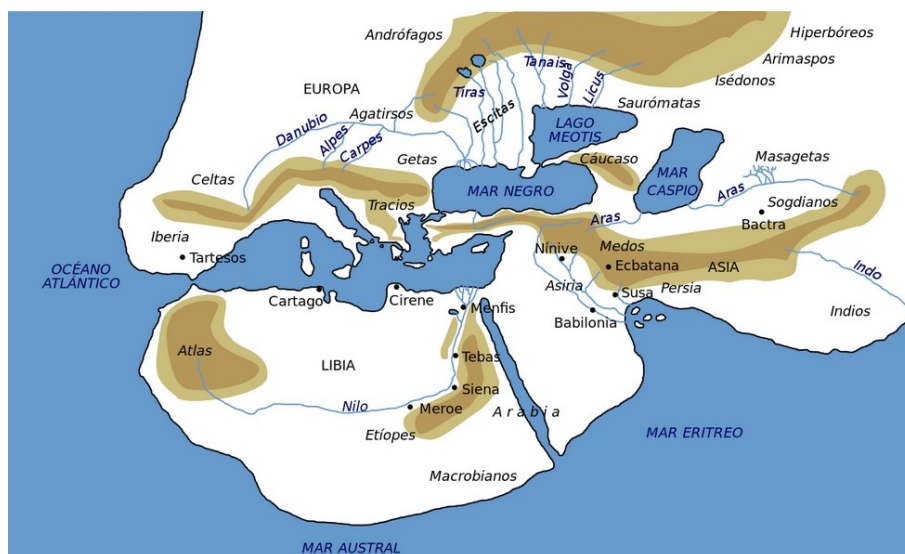 Hiperbóreos
Andrófagos
Arimaspos
Tanais
Isédonos
Volga
EUROPA
Tiras
Licus
Escitas
Saurómatas
Agatirsos
Danubio
Alpes
LAGO
MEOTIS
Carpes
Getas
Cáucaso
Masagetas
MAR
CASPIO
Celtas
MAR NEGRO
Aras
Sogdianos
Tracios
Aras
Bactra
Iberia
Nínive
Medos
Tartesos
Ecbatana
ASIA
Indo
OCÉANO
ATLÁNTICO
Asiria
Susa
Persia
Cartago
Cirene
Menfis
Babilonia
Indios
Atlas
LIBIA
Tebas
Siena
Nilo
Meroe
Arabia
Etíopes
MAR ERITREO
Macrobianos
MAR AUSTRAL